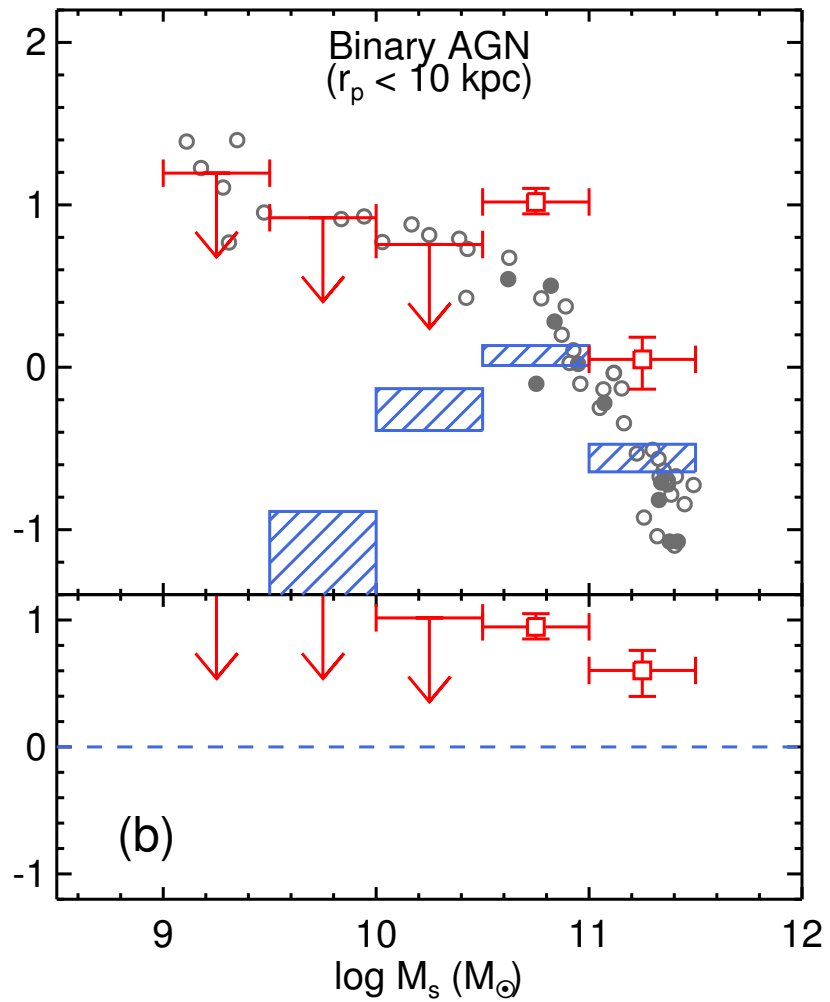 Binary AGN
(r_p < 10 kpc)
2
1
0
-1
1
0
-1
(b)
9 10 11 12
log M_s (M_⊙)